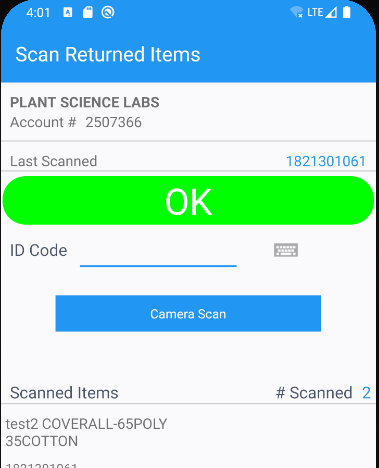 4:01 LTE
Scan Returned Items
PLANT SCIENCE LABS
Account # 2507366
Last Scanned 1821301061
OK
ID Code
Camera Scan
Scanned Items # Scanned 2
test2 COVERALL-65POLY
35COTTON
1821301061